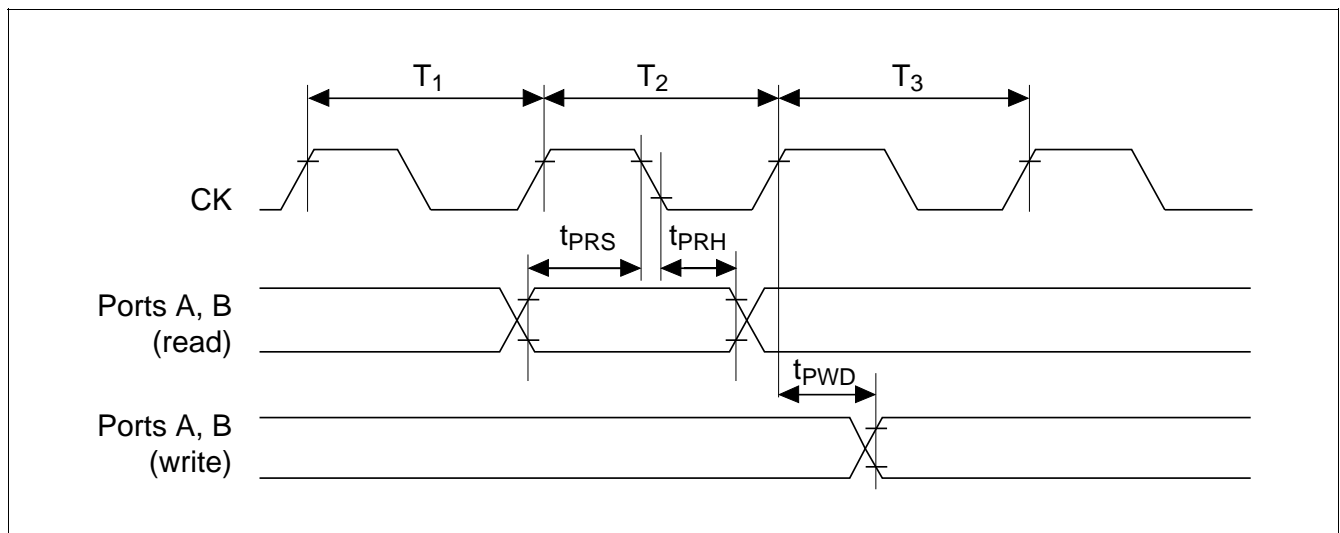 T1 T2 T3
CK
tPRS tPRH
Ports A, B
(read)
tPWD
Ports A, B
(write)